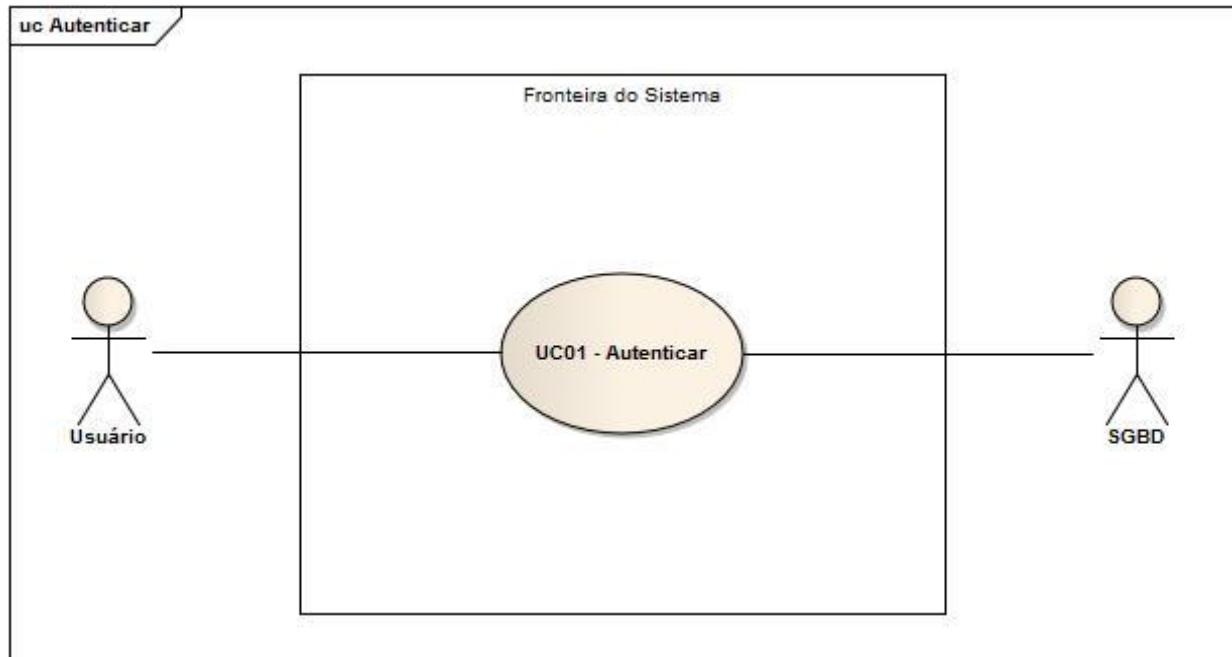 uc Autenticar
Fronteira do Sistema
UC01 - Autenticar
Usuário
SGBD